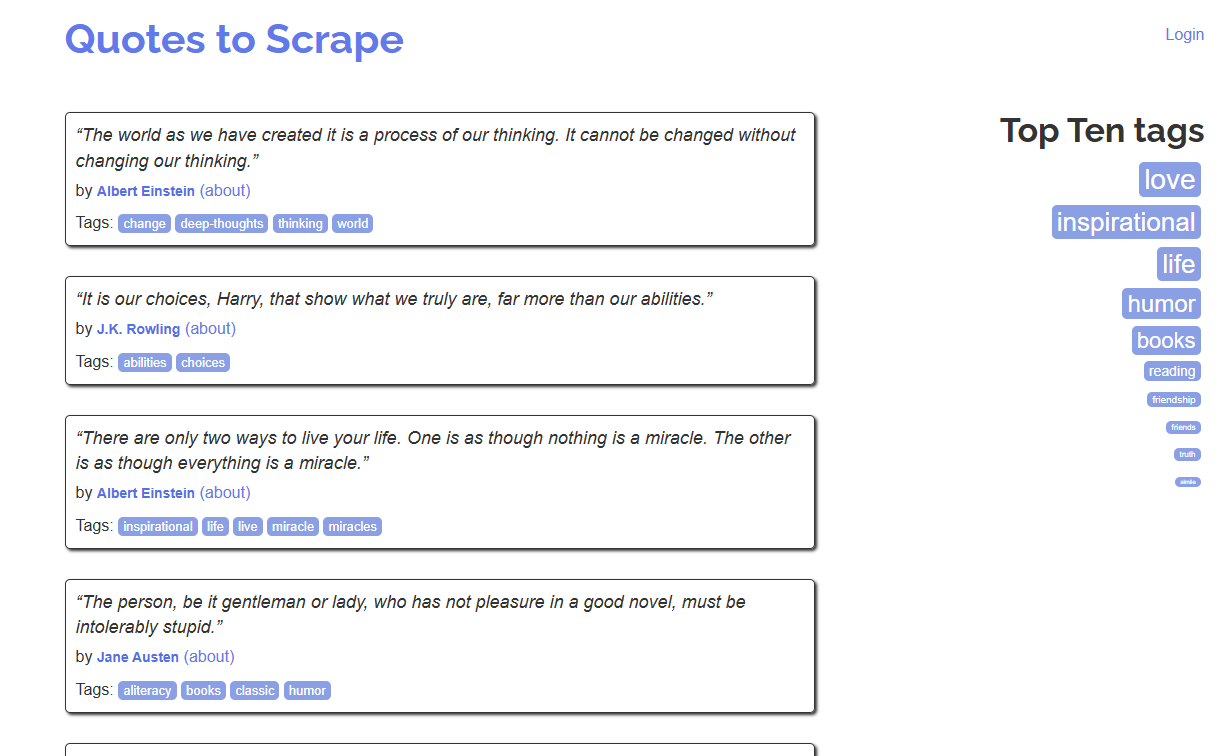 Quotes to Scrape
Login
“The world as we have created it is a process of our thinking. It cannot be changed without
changing our thinking.”
by Albert Einstein (about)
Tags: change deep-thoughts thinking world
“It is our choices, Harry, that show what we truly are, far more than our abilities.”
by J.K. Rowling (about)
Tags: abilities choices
“There are only two ways to live your life. One is as though nothing is a miracle. The other
is as though everything is a miracle.”
by Albert Einstein (about)
Tags: inspirational life live miracle miracles
“The person, be it gentleman or lady, who has not pleasure in a good novel, must be
intolerably stupid.”
by Jane Austen (about)
Tags: aliteracy books classic humor
Top Ten tags
love
inspirational
life
humor
books
reading
friendship
friends
truth
simile